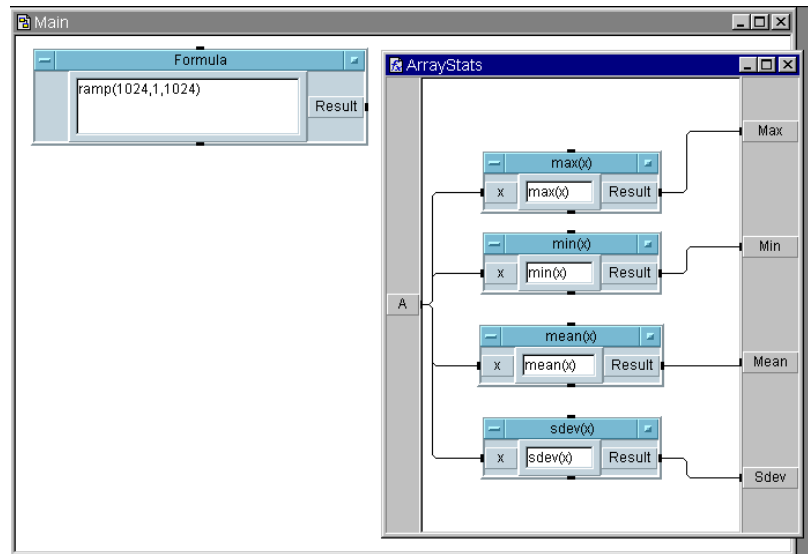 Main
Formula
ramp(1024,1,1024)
Result
ArrayStats
A
max(x)
x
max(x)
Result
Max
min(x)
x
min(x)
Result
Min
mean(x)
x
mean(x)
Result
Mean
sdev(x)
x
sdev(x)
Result
Sdev